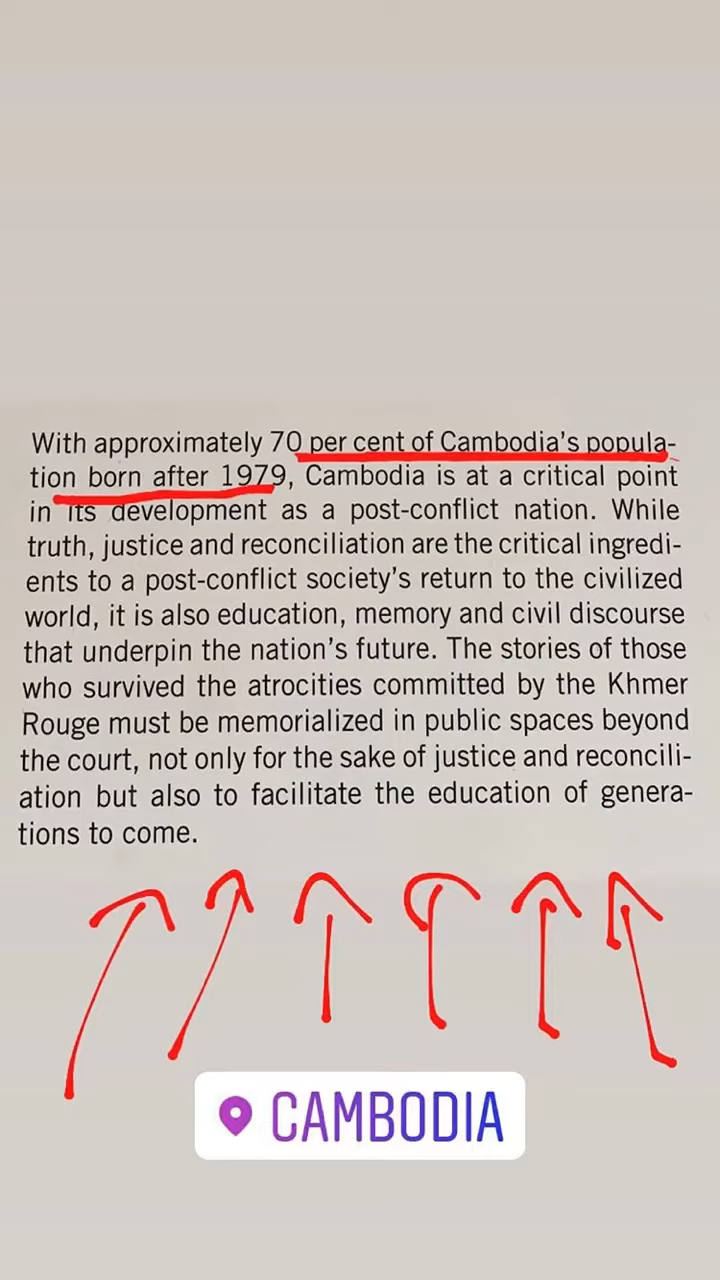 With approximately 70 per cent of Cambodia's popula-
tion born after 1979, Cambodia is at a critical point
in its development as a post-conflict nation. While
truth, justice and reconciliation are the critical ingredi-
ents to a post-conflict society's return to the civilized
world, it is also education, memory and civil discourse
that underpin the nation's future. The stories of those
who survived the atrocities committed by the Khmer
Rouge must be memorialized in public spaces beyond
the court, not only for the sake of justice and reconcili-
ation but also to facilitate the education of genera-
tions to come.
CAMBODIA